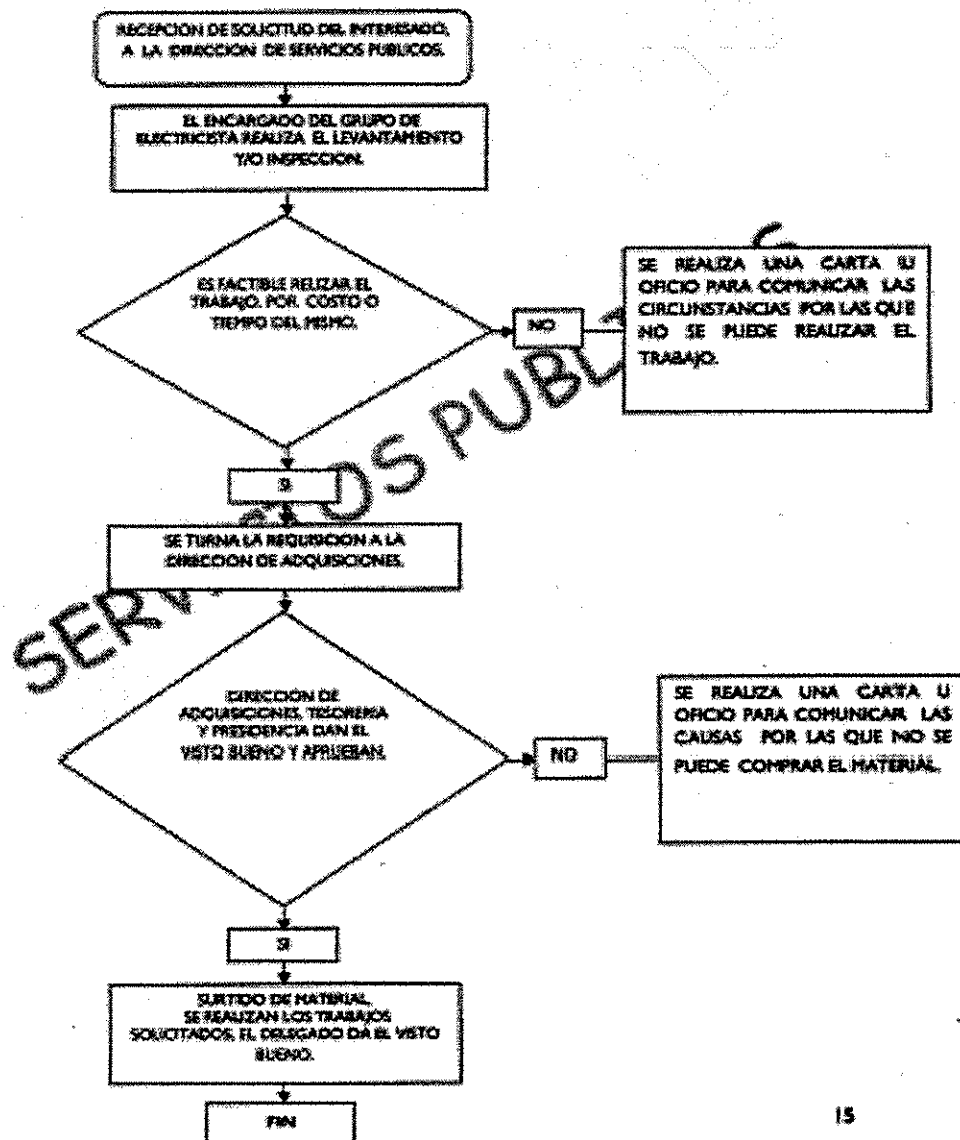 RECEPCIÓN DE SOLICITUD DEL INTERESADO,
A LA DIRECCION DE SERVICIOS PUBLICOS.
EL ENCARGADO DEL GRUPO DE
ELECTRICISTA REALIZA EL LEVANTAMIENTO
Y/O INSPECCION.
ES FACTIBLE RELIZAR EL
TRABAJO, POR COSTO O
TIEMPO DEL MISMO.
NO
SE REALIZA UNA CARTA U
OFICIO PARA COMUNICAR LAS
CIRCUNSTANCIAS POR LAS QUE
NO SE PUEDE REALIZAR EL
TRABAJO.
SI
SE TURNA LA REQUISICION A LA
DIRECCION DE ADQUISICIONES.
DIRECCION DE
ADQUISICIONES, TESORERIA
Y PRESIDENCIA DAN EL
VISTO BUENO Y APRUEBAN.
NO
SE REALIZA UNA CARTA U
OFICIO PARA COMUNICAR LAS
CAUSAS POR LAS QUE NO SE
PUEDE COMPRAR EL MATERIAL.
SI
SURTIDO DE MATERIAL,
SE REALIZAN LOS TRABAJOS
SOLICITADOS, EL DELEGADO DA EL VISTO
BUENO.
FIN
15